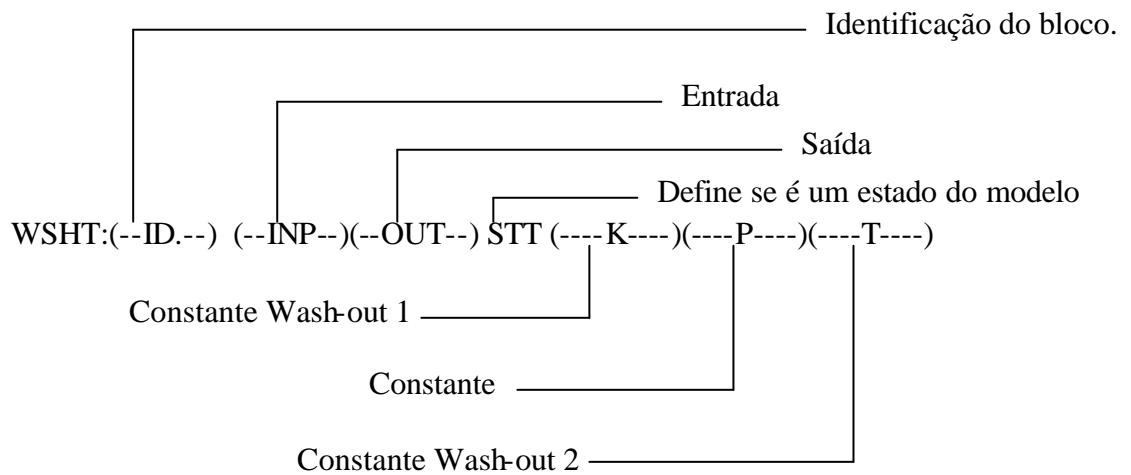 Identificação do bloco.
Entrada
Saída
Define se é um estado do modelo
WSHT:(--ID.--) (--INP--)(--OUT--) STT (----K----)(----P----)(----T----)
Constante Wash-out 1
Constante
Constante Wash-out 2